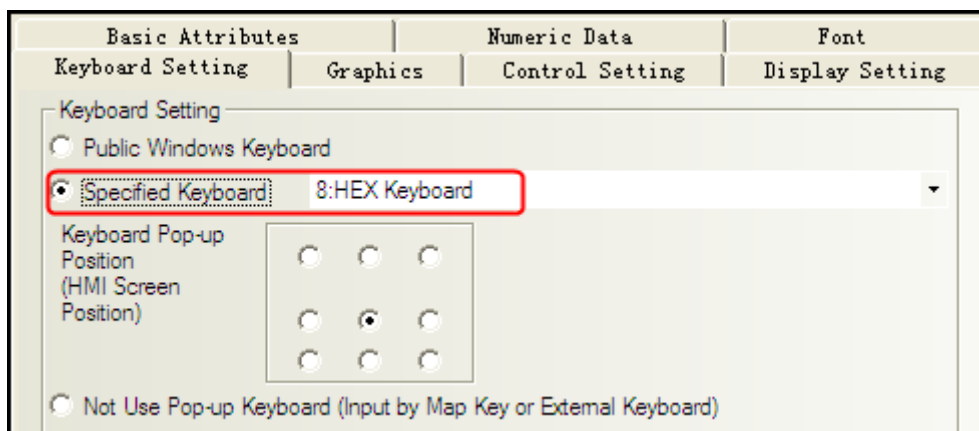 Basic Attributes Numeric Data Font
Keyboard Setting Graphics Control Setting Display Setting
Keyboard Setting
Public Windows Keyboard
Specified Keyboard 8:HEX Keyboard
Keyboard Pop-up
Position
(HMI Screen
Position)
Not Use Pop-up Keyboard (Input by Map Key or External Keyboard)